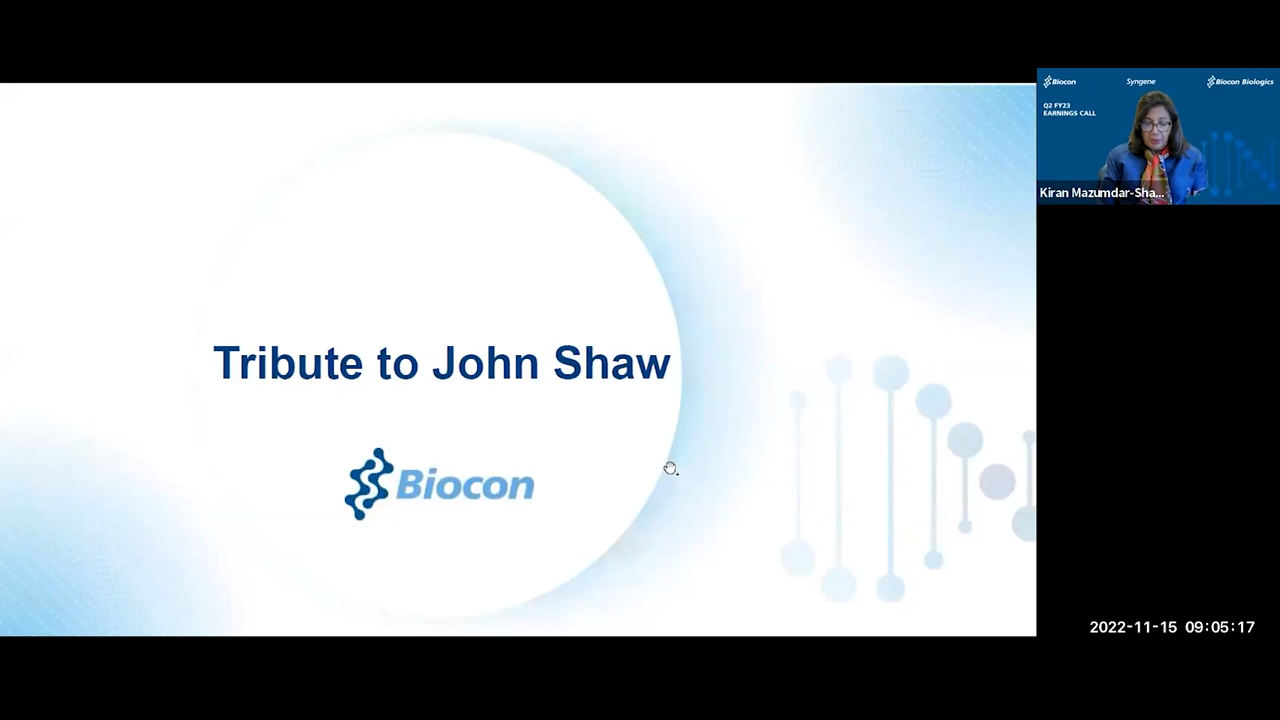 Tribute to John Shaw
Biocon
Biocon
Syngene
Biocon Biologics
Q2 FY23
EARNINGS CALL
Kiran Mazumdar-Sha...
2022-11-15 09:05:17